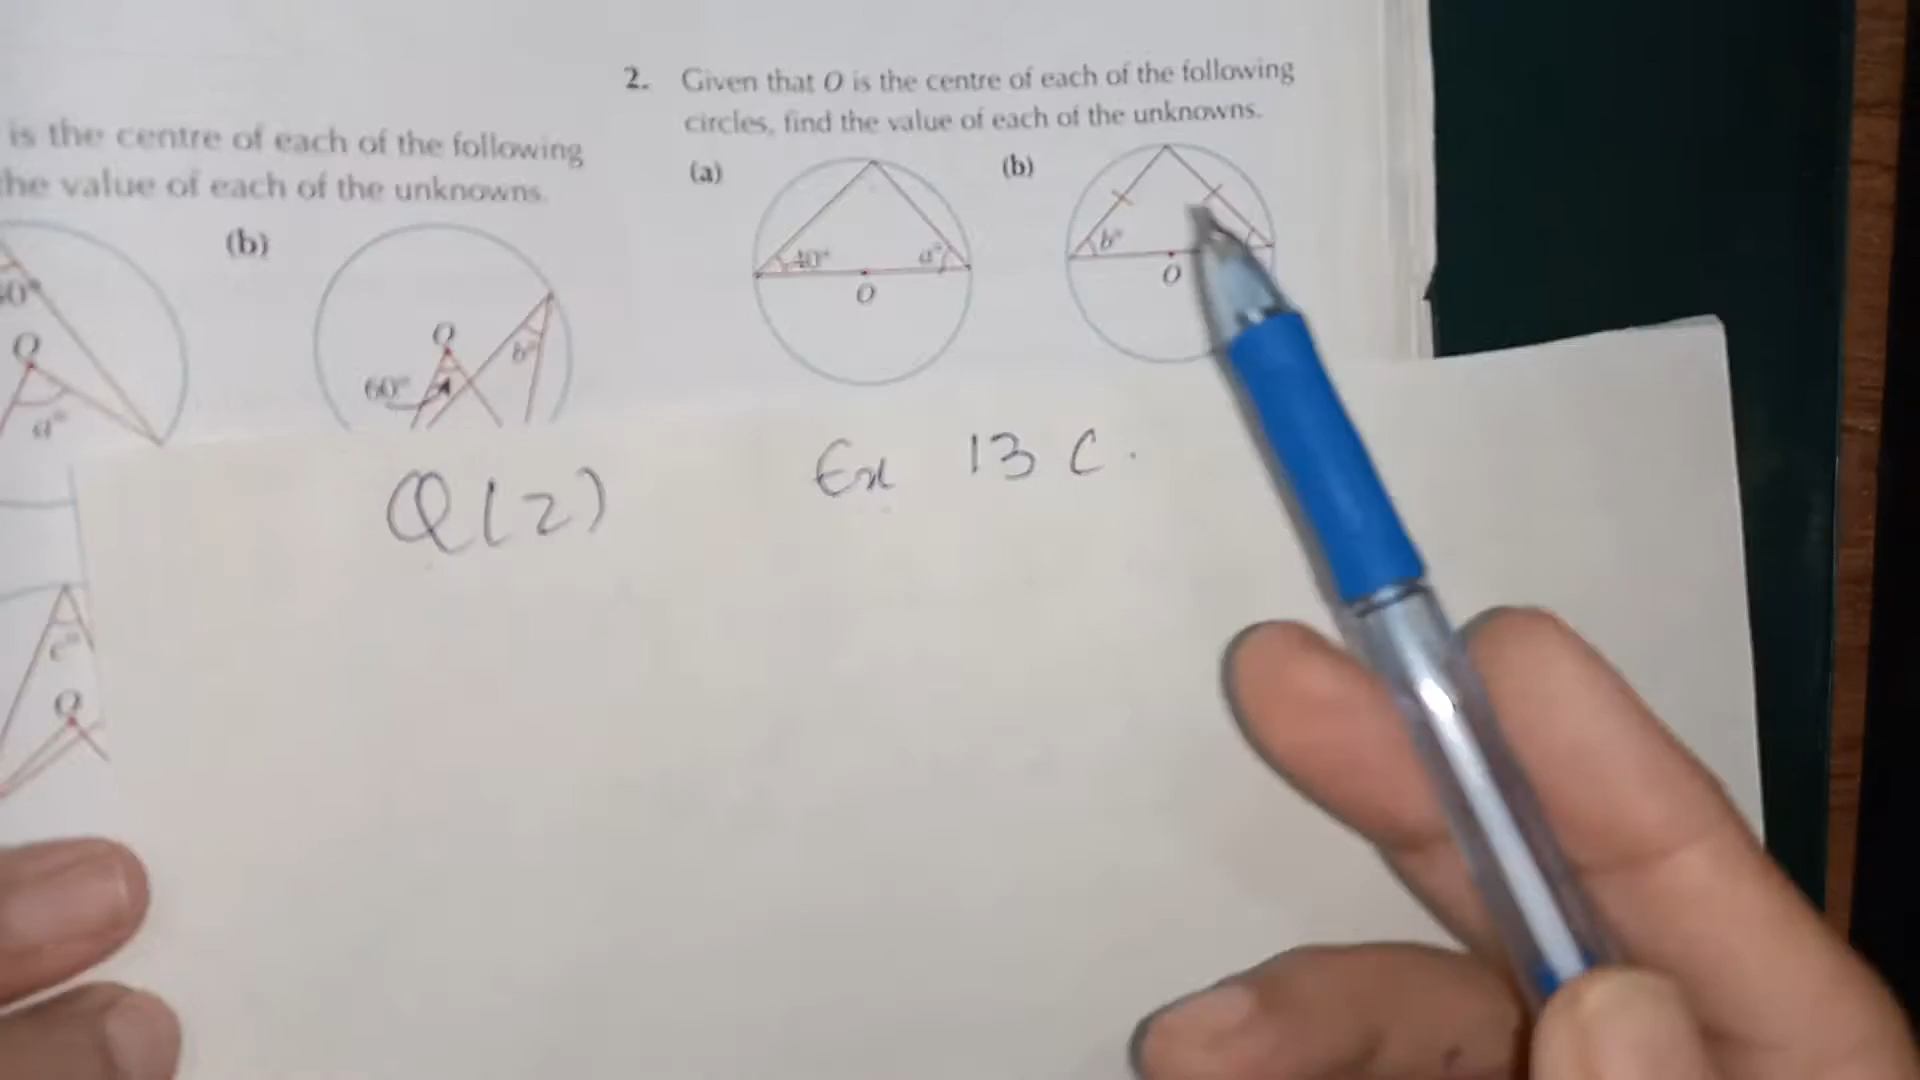 2. Given that O is the centre of each of the following
circles, find the value of each of the unknowns.
(a)
40°
a°
O
(b)
b°
O
is the centre of each of the following
the value of each of the unknowns.
O
a°
(b)
O
60°
b°
c°
O
Q(2)
Ex 13 C.